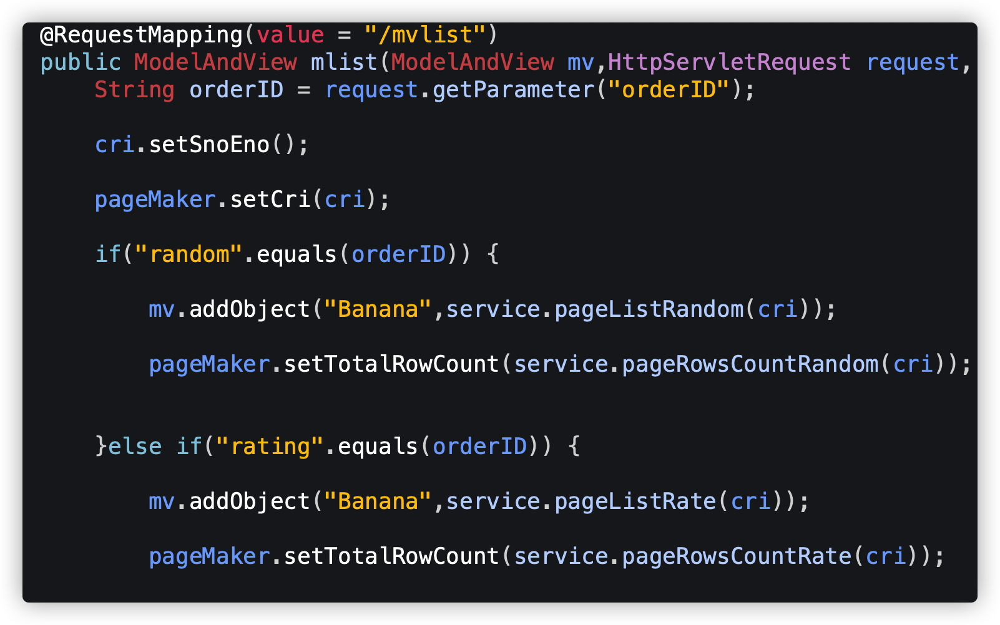 @RequestMapping(value = "/mvlist")
public ModelAndView mlist(ModelAndView mv,HttpServletRequest request,
String orderID = request.getParameter("orderID");
cri.setSnoEno();
pageMaker.setCri(cri);
if("random".equals(orderID)) {
mv.addObject("Banana",service.pageListRandom(cri));
pageMaker.setTotalRowCount(service.pageRowsCountRandom(cri));
}else if("rating".equals(orderID)) {
mv.addObject("Banana",service.pageListRate(cri));
pageMaker.setTotalRowCount(service.pageRowsCountRate(cri));